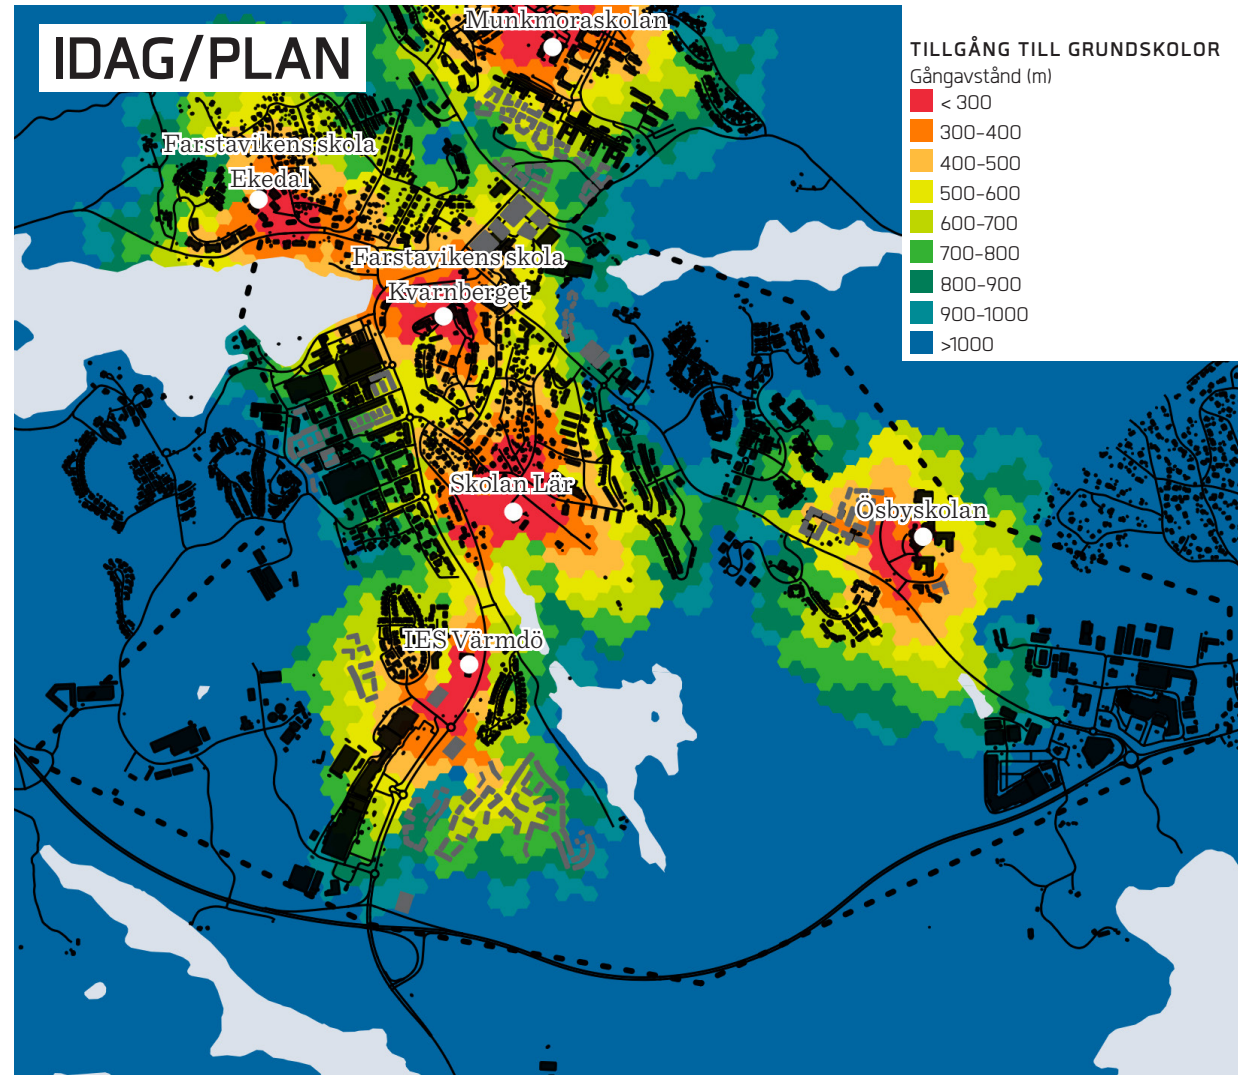 IDAG/PLAN
Munkmoraskolan
TILLGÅNG TILL GRUNDSKOLOR
Gångavstånd (m)
< 300
300-400
400-500
500-600
600-700
700-800
800-900
900-1000
>1000
Farstavikens skola
Ekedal
Farstavikens skola
Kvarnberget
Skolan Lär
Ösbyskolan
IES Värmdö